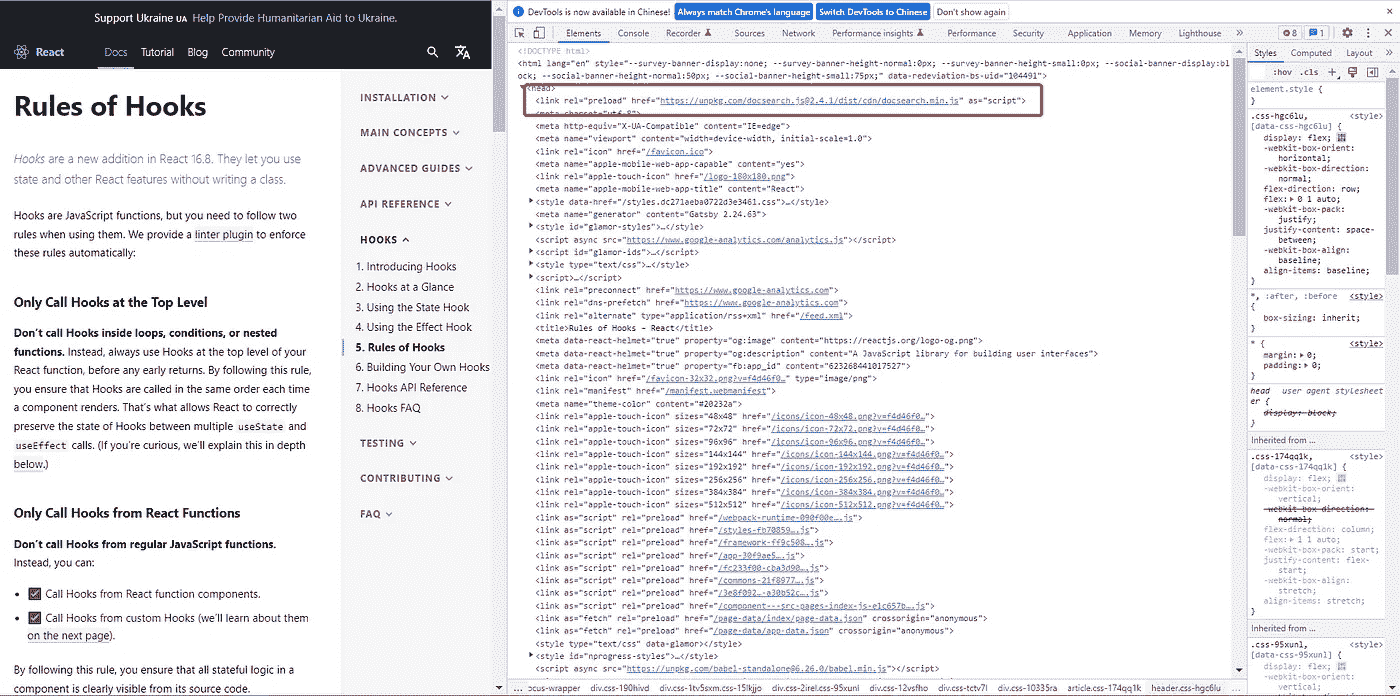 Support Ukraine UA Help Provide Humanitarian Aid to Ukraine.
React
Docs Tutorial Blog Community
Rules of Hooks
Hooks are a new addition in React 16.8. They let you use
state and other React features without writing a class.
Hooks are JavaScript functions, but you need to follow two
rules when using them. We provide a linter plugin to enforce
these rules automatically:
Only Call Hooks at the Top Level
Don't call Hooks inside loops, conditions, or nested
functions. Instead, always use Hooks at the top level of your
React function, before any early returns. By following this rule,
you ensure that Hooks are called in the same order each time
a component renders. That's what allows React to correctly
preserve the state of Hooks between multiple useState and
useEffect calls. (If you're curious, we'll explain this in depth
below.)
Only Call Hooks from React Functions
Don't call Hooks from regular JavaScript functions.
Instead, you can:
Call Hooks from React function components.
Call Hooks from custom Hooks (we'll learn about them
on the next page).
By following this rule, you ensure that all stateful logic in a
component is clearly visible from its source code.
INSTALLATION
MAIN CONCEPTS
ADVANCED GUIDES
API REFERENCE
HOOKS
1. Introducing Hooks
2. Hooks at a Glance
3. Using the State Hook
4. Using the Effect Hook
5. Rules of Hooks
6. Building Your Own Hooks
7. Hooks API Reference
8. Hooks FAQ
TESTING
CONTRIBUTING
FAQ
DevTools is now available in Chinese! Always match Chrome's language Switch DevTools to Chinese Don't show again
Elements Console Recorder Sources Network Performance insights Performance Security Application Memory Lighthouse » 8 1
<!DOCTYPE html>
<html lang="en" style="--survey-banner-display:none; --survey-banner-height-normal:0px; --survey-banner-height-small:0px; --social-banner-display:bl
ock; --social-banner-height-normal:50px; --social-banner-height-small:75px;" data-redeviation-bs-uid="104491">
<head>
<link rel="preload" href="https://unpkg.com/docsearch.js@2.4.1/dist/cdn/docsearch.min.js" as="script">
<meta charset="utf-8">
<meta http-equiv="X-UA-Compatible" content="IE=edge">
<meta name="viewport" content="width=device-width, initial-scale=1.0">
<link rel="icon" href="/favicon.ico">
<meta name="apple-mobile-web-app-capable" content="yes">
<link rel="apple-touch-icon" href="/logo-180x180.png">
<meta name="apple-mobile-web-app-title" content="React">
<style data-href="/styles.dc271aeba0722d3e3461.css">…</style>
<meta name="generator" content="Gatsby 2.24.63">
<style id="glamor-styles">…</style>
<script async src="https://www.google-analytics.com/analytics.js"></script>
<script id="glamor-ids">…</script>
<style type="text/css">…</style>
<script>…</script>
<link rel="preconnect" href="https://www.google-analytics.com">
<link rel="dns-prefetch" href="https://www.google-analytics.com">
<link rel="alternate" type="application/rss+xml" href="/feed.xml">
<title>Rules of Hooks – React</title>
<meta data-react-helmet="true" property="og:image" content="https://reactjs.org/logo-og.png">
<meta data-react-helmet="true" property="og:description" content="A JavaScript library for building user interfaces">
<meta data-react-helmet="true" property="fb:app_id" content="623268441017527">
<link rel="icon" href="/favicon-32x32.png?v=f4d46f0…" type="image/png">
<link rel="manifest" href="/manifest.webmanifest">
<meta name="theme-color" content="#20232a">
<link rel="apple-touch-icon" sizes="48x48" href="/icons/icon-48x48.png?v=f4d46f0…">
<link rel="apple-touch-icon" sizes="72x72" href="/icons/icon-72x72.png?v=f4d46f0…">
<link rel="apple-touch-icon" sizes="96x96" href="/icons/icon-96x96.png?v=f4d46f0…">
<link rel="apple-touch-icon" sizes="144x144" href="/icons/icon-144x144.png?v=f4d46f0…">
<link rel="apple-touch-icon" sizes="192x192" href="/icons/icon-192x192.png?v=f4d46f0…">
<link rel="apple-touch-icon" sizes="256x256" href="/icons/icon-256x256.png?v=f4d46f0…">
<link rel="apple-touch-icon" sizes="384x384" href="/icons/icon-384x384.png?v=f4d46f0…">
<link rel="apple-touch-icon" sizes="512x512" href="/icons/icon-512x512.png?v=f4d46f0…">
<link as="script" rel="preload" href="/webpack-runtime-090f00e….js">
<link as="script" rel="preload" href="/styles-fb70859….js">
<link as="script" rel="preload" href="/framework-ff9c508….js">
<link as="script" rel="preload" href="/app-30f9ae5….js">
<link as="script" rel="preload" href="/fc233f00-cba3d90….js">
<link as="script" rel="preload" href="/commons-21f8977….js">
<link as="script" rel="preload" href="/3e8f092…-a30b52c….js">
<link as="script" rel="preload" href="/component---src-pages-index-js-e1c657b….js">
<link as="fetch" rel="preload" href="/page-data/index/page-data.json" crossorigin="anonymous">
<link as="fetch" rel="preload" href="/page-data/app-data.json" crossorigin="anonymous">
<style type="text/css" data-glamor></style>
<style id="nprogress-styles">…</style>
<script async src="https://unpkg.com/babel-standalone@6.26.0/babel.min.js"></script>
… ocus-wrapper div.css-190hivd div.css-1tv5sxm.css-15lkjjo div.css-2irel.css-95xunl div.css-12vsfho div.css-tctv7l div.css-10335ra article.css-174qq1k header.css-hgc6lu …
Styles Computed Layout »
:hov .cls +
element.style {
}
.css-hgc6lu, <style>
[data-css-hgc6lu] {
display: flex;
-webkit-box-orient:
horizontal;
-webkit-box-direction:
normal;
flex-direction: row;
flex: 0 1 auto;
-webkit-box-pack:
justify;
justify-content: space-
between;
-webkit-box-align:
baseline;
align-items: baseline;
}
*, :after, :before <style>
{
box-sizing: inherit;
}
* { <style>
margin: 0;
padding: 0;
}
head user agent stylesheet
er {
display: block;
}
Inherited from …
.css-174qq1k, <style>
[data-css-174qq1k] {
display: flex;
-webkit-box-orient:
vertical;
-webkit-box-direction:
normal;
flex-direction: column;
flex: 1 1 auto;
-webkit-box-pack: start;
justify-content: flex-
start;
-webkit-box-align:
stretch;
align-items: stretch;
}
Inherited from …
.css-95xunl, <style>
[data-css-95xunl] {
display: flex;
-webkit-box-orient: